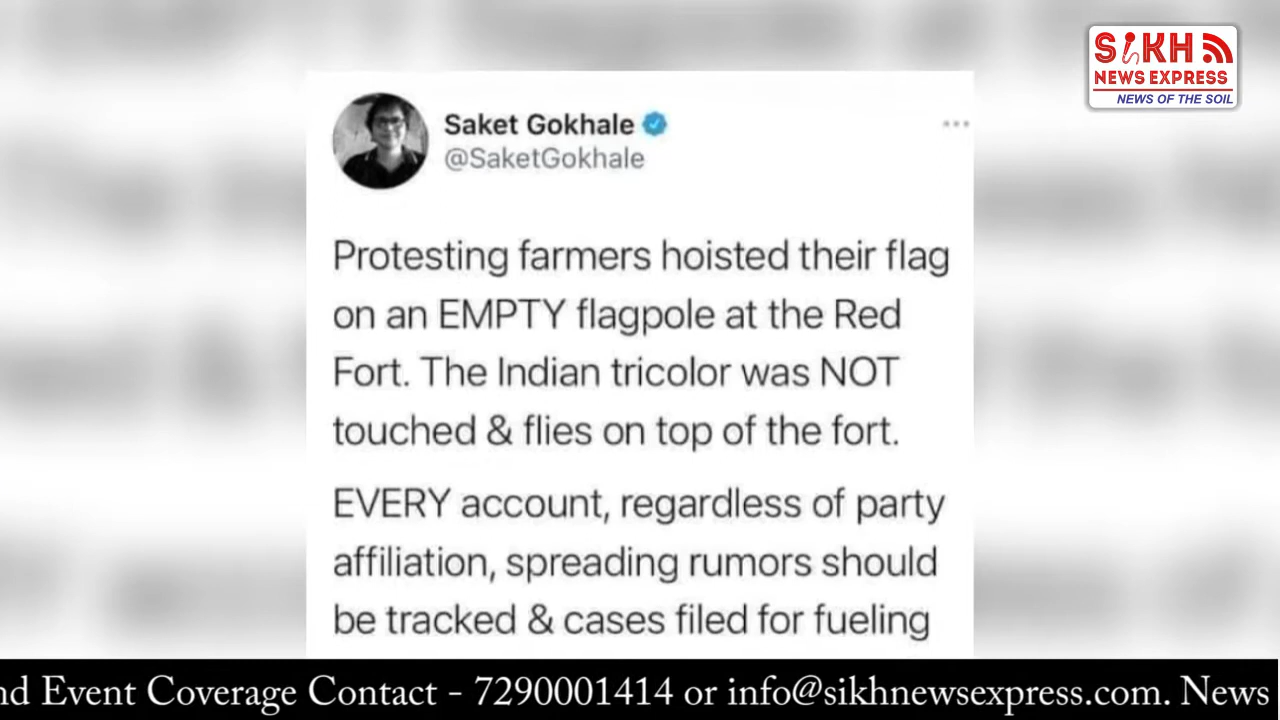 SiKH
NEWS EXPRESS
NEWS OF THE SOIL
Saket Gokhale
@SaketGokhale
Protesting farmers hoisted their flag
on an EMPTY flagpole at the Red
Fort. The Indian tricolor was NOT
touched & flies on top of the fort.
EVERY account, regardless of party
affiliation, spreading rumors should
be tracked & cases filed for fueling
nd Event Coverage Contact - 7290001414 or info@sikhnewsexpress.com. News